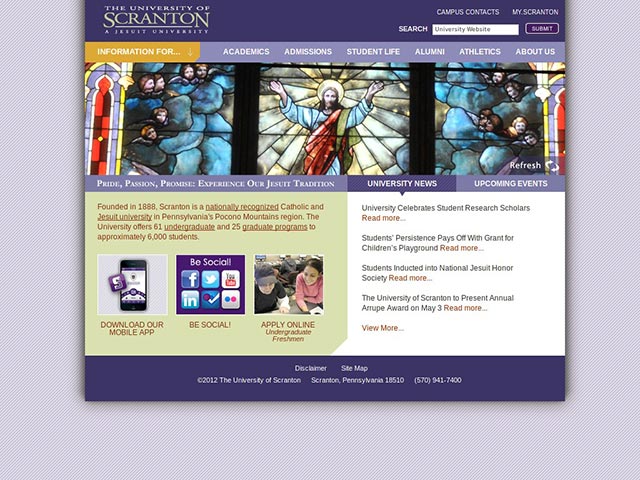 THE UNIVERSITY OF
SCRANTON
A JESUIT UNIVERSITY
CAMPUS CONTACTS MY.SCRANTON
SEARCH University Website SUBMIT
INFORMATION FOR... ACADEMICS ADMISSIONS STUDENT LIFE ALUMNI ATHLETICS ABOUT US
Refresh
PRIDE, PASSION, PROMISE: EXPERIENCE OUR JESUIT TRADITION
UNIVERSITY NEWS UPCOMING EVENTS
Founded in 1888, Scranton is a nationally recognized Catholic and
Jesuit university in Pennsylvania's Pocono Mountains region. The
University offers 61 undergraduate and 25 graduate programs to
approximately 6,000 students.
Be Social!
You
Tube
in
DOWNLOAD OUR
MOBILE APP
BE SOCIAL!
APPLY ONLINE
Undergraduate
Freshmen
University Celebrates Student Research Scholars
Read more...
Students' Persistence Pays Off With Grant for
Children's Playground Read more...
Students Inducted into National Jesuit Honor
Society Read more...
The University of Scranton to Present Annual
Arrupe Award on May 3 Read more...
View More...
Disclaimer Site Map
©2012 The University of Scranton Scranton, Pennsylvania 18510 (570) 941-7400